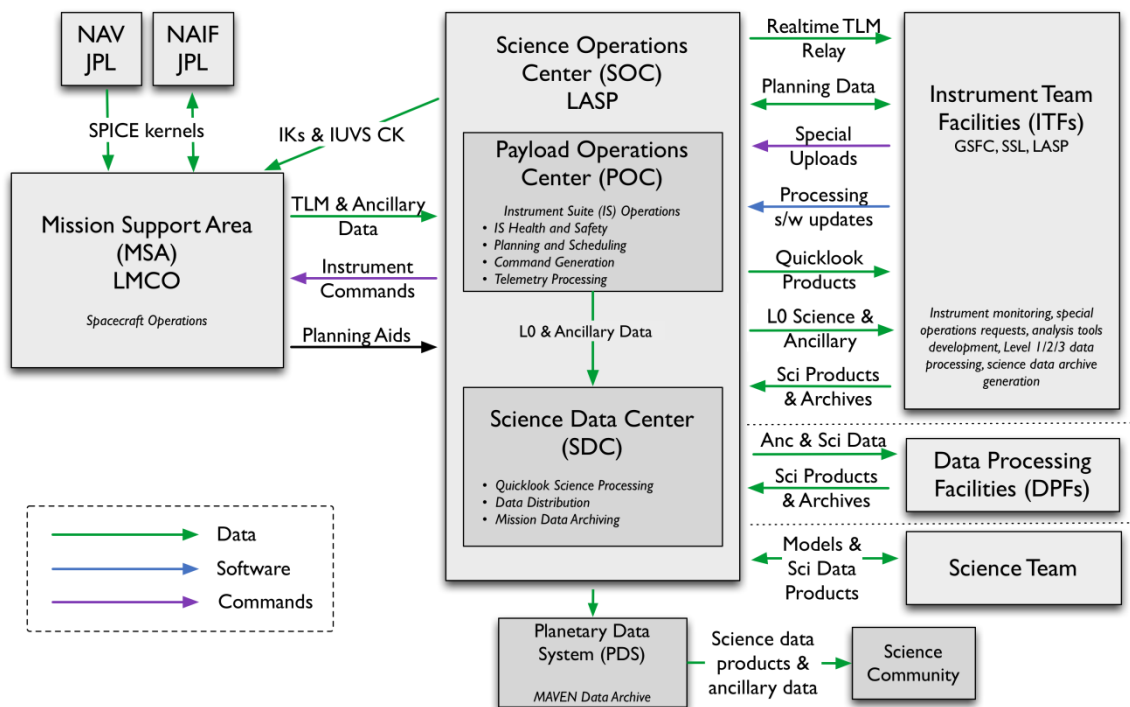 NAV
JPL
NAIF
JPL
SPICE kernels
IKs & IUVS CK
Mission Support Area
(MSA)
LMCO
Spacecraft Operations
TLM & Ancillary
Data
Instrument
Commands
Planning Aids
Science Operations
Center (SOC)
LASP
Payload Operations
Center (POC)
Instrument Suite (IS) Operations
• IS Health and Safety
• Planning and Scheduling
• Command Generation
• Telemetry Processing
L0 & Ancillary Data
Science Data Center
(SDC)
• Quicklook Science Processing
• Data Distribution
• Mission Data Archiving
Realtime TLM
Relay
Planning Data
Special
Uploads
Processing
s/w updates
Quicklook
Products
L0 Science &
Ancillary
Sci Products
& Archives
Instrument Team
Facilities (ITFs)
GSFC, SSL, LASP
Instrument monitoring, special
operations requests, analysis tools
development, Level 1/2/3 data
processing, science data archive
generation
Anc & Sci Data
Sci Products
& Archives
Data Processing
Facilities (DPFs)
Models &
Sci Data
Products
Science Team
Data
Software
Commands
Planetary Data
System (PDS)
MAVEN Data Archive
Science data
products &
ancillary data
Science
Community